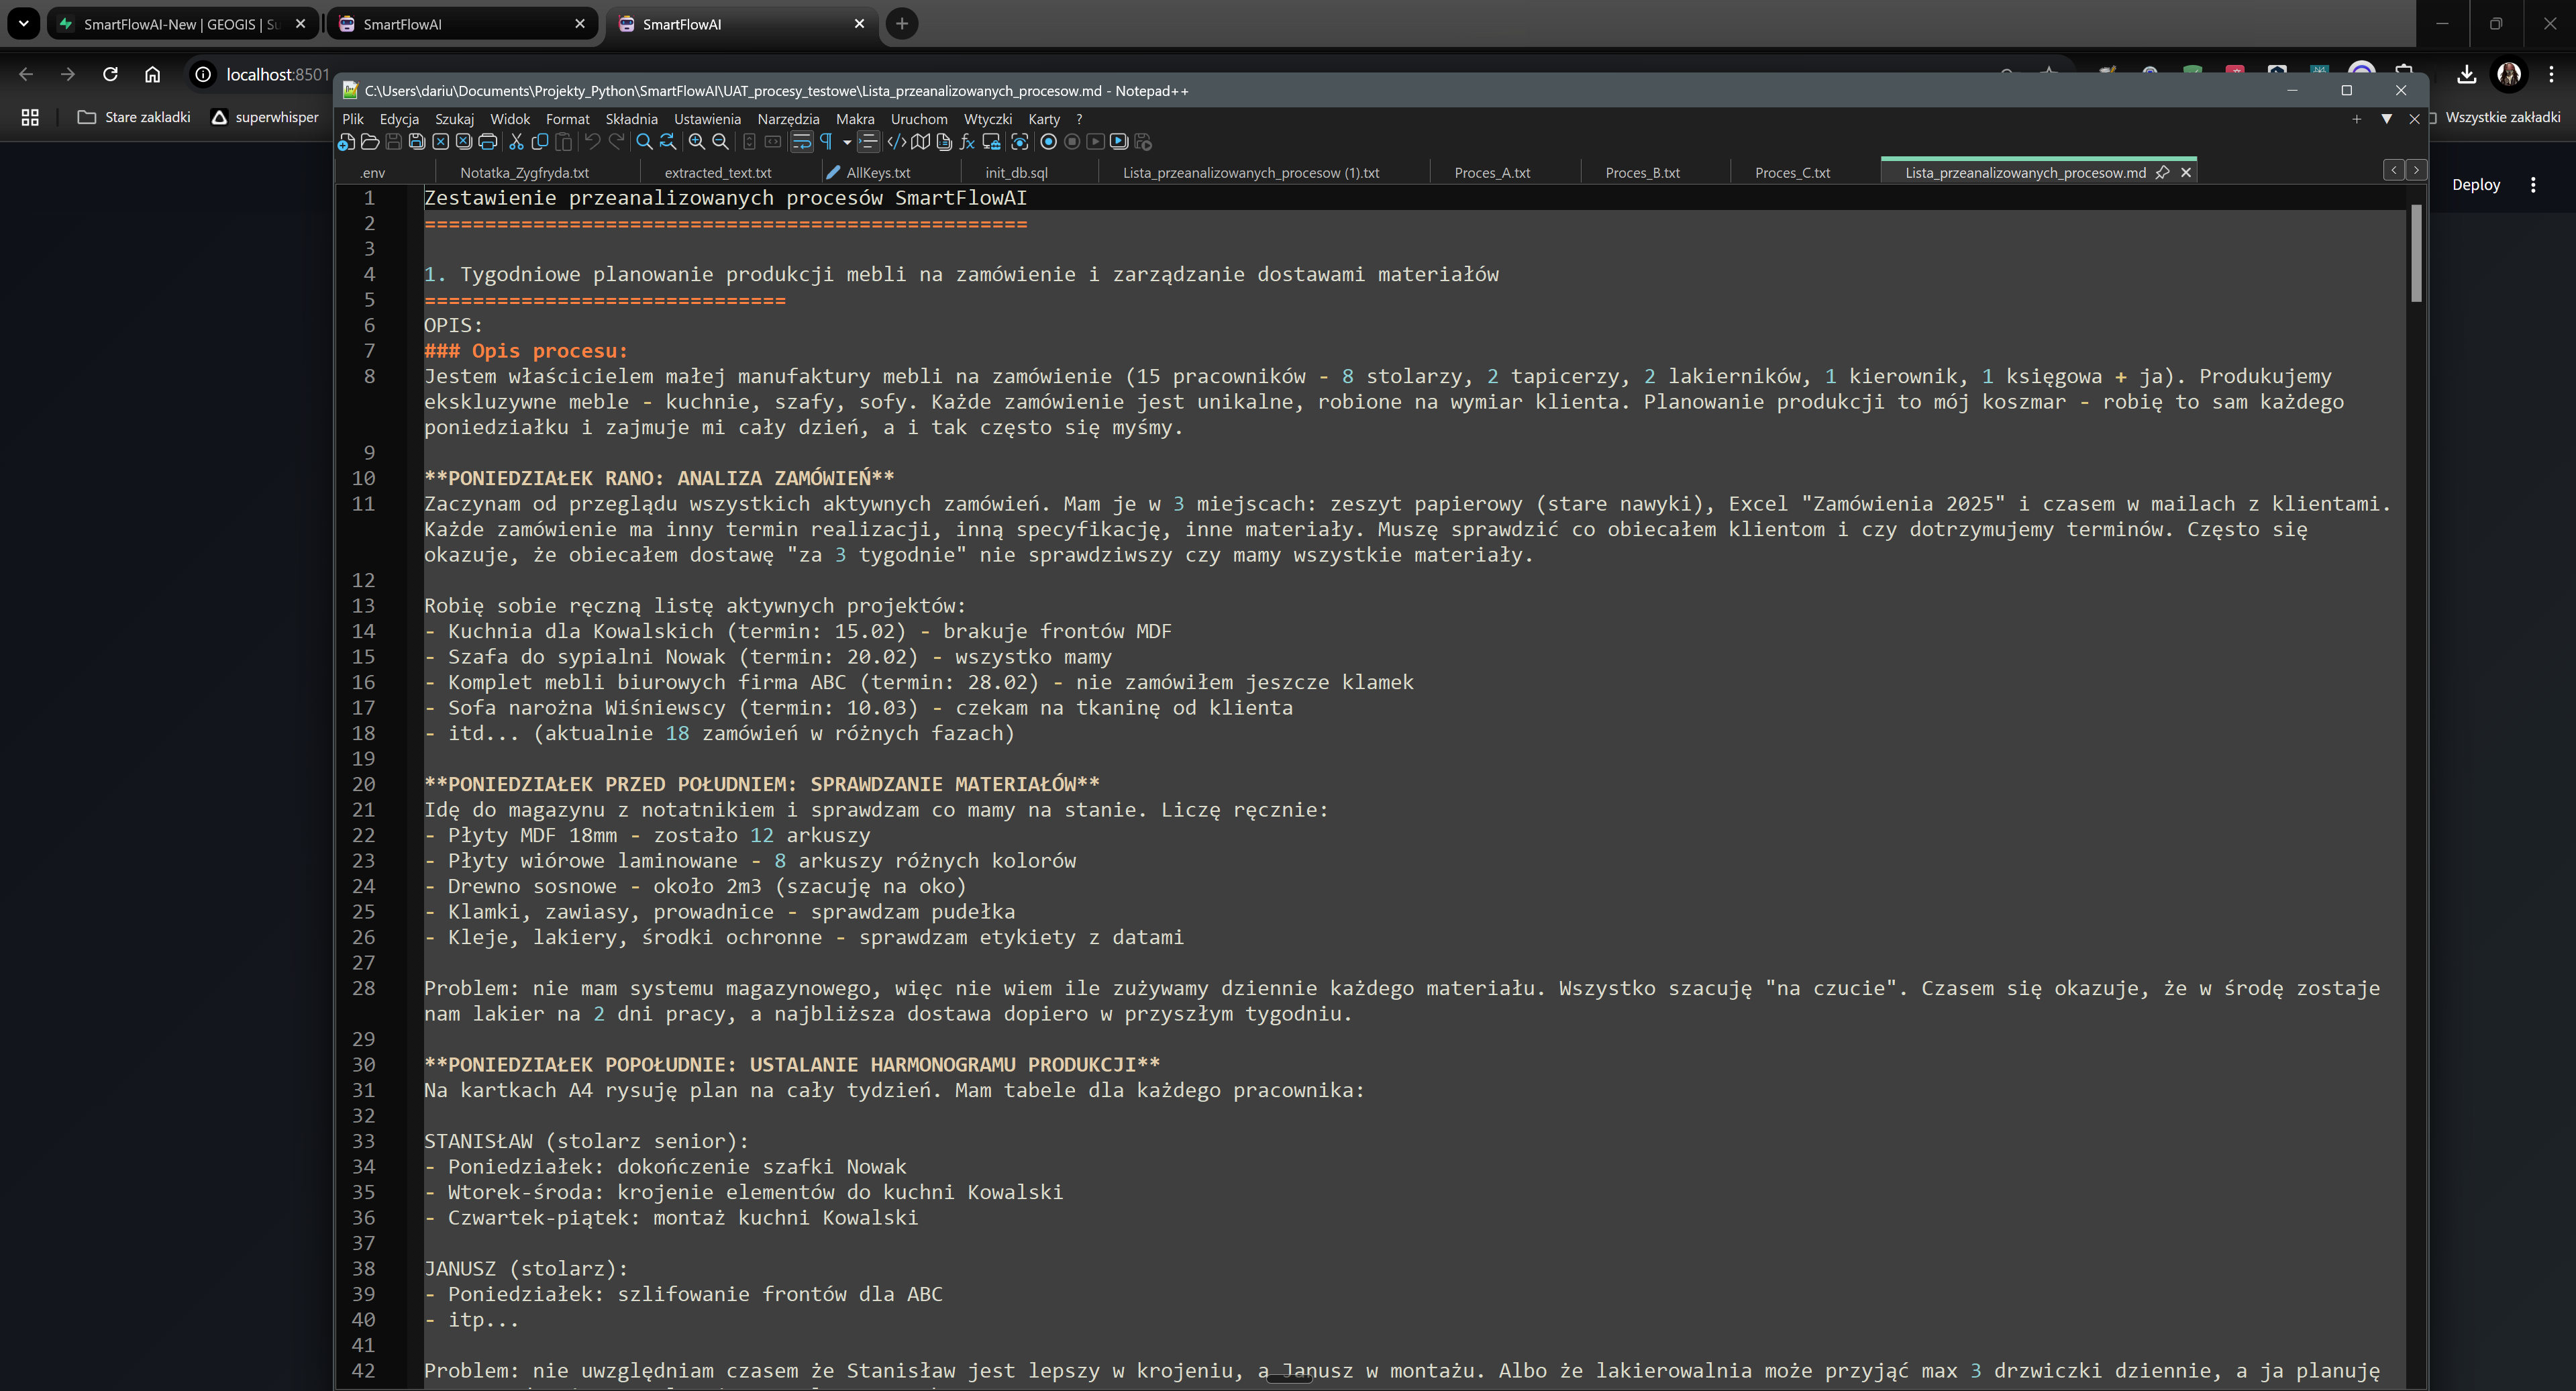 SmartFlowAI-New | GEOGIS | Su
SmartFlowAI
SmartFlowAI
localhost:8501
Stare zakladki
superwhisper
Wszystkie zakładki
Deploy
C:\Users\dariu\Documents\Projekty_Python\SmartFlowAI\UAT_procesy_testowe\Lista_przeanalizowanych_procesow.md - Notepad++
Plik Edycja Szukaj Widok Format Składnia Ustawienia Narzędzia Makra Uruchom Wtyczki Karty ?
.env Notatka_Zygfryda.txt extracted_text.txt AllKeys.txt init_db.sql Lista_przeanalizowanych_procesow (1).txt Proces_A.txt Proces_B.txt Proces_C.txt Lista_przeanalizowanych_procesow.md
1 Zestawienie przeanalizowanych procesów SmartFlowAI
2 ==================================================
3
4 1. Tygodniowe planowanie produkcji mebli na zamówienie i zarządzanie dostawami materiałów
5 ==============================
6 OPIS:
7 ### Opis procesu:
8 Jestem właścicielem małej manufaktury mebli na zamówienie (15 pracowników - 8 stolarzy, 2 tapicerzy, 2 lakierników, 1 kierownik, 1 księgowa + ja). Produkujemy
ekskluzywne meble - kuchnie, szafy, sofy. Każde zamówienie jest unikalne, robione na wymiar klienta. Planowanie produkcji to mój koszmar - robię to sam każdego
poniedziałku i zajmuje mi cały dzień, a i tak często się myśmy.
9
10 **PONIEDZIAŁEK RANO: ANALIZA ZAMÓWIEŃ**
11 Zaczynam od przeglądu wszystkich aktywnych zamówień. Mam je w 3 miejscach: zeszyt papierowy (stare nawyki), Excel "Zamówienia 2025" i czasem w mailach z klientami.
Każde zamówienie ma inny termin realizacji, inną specyfikację, inne materiały. Muszę sprawdzić co obiecałem klientom i czy dotrzymujemy terminów. Często się
okazuje, że obiecałem dostawę "za 3 tygodnie" nie sprawdziwszy czy mamy wszystkie materiały.
12
13 Robię sobie ręczną listę aktywnych projektów:
14 - Kuchnia dla Kowalskich (termin: 15.02) - brakuje frontów MDF
15 - Szafa do sypialni Nowak (termin: 20.02) - wszystko mamy
16 - Komplet mebli biurowych firma ABC (termin: 28.02) - nie zamówiłem jeszcze klamek
17 - Sofa narożna Wiśniewscy (termin: 10.03) - czekam na tkaninę od klienta
18 - itd... (aktualnie 18 zamówień w różnych fazach)
19
20 **PONIEDZIAŁEK PRZED POŁUDNIEM: SPRAWDZANIE MATERIAŁÓW**
21 Idę do magazynu z notatnikiem i sprawdzam co mamy na stanie. Liczę ręcznie:
22 - Płyty MDF 18mm - zostało 12 arkuszy
23 - Płyty wiórowe laminowane - 8 arkuszy różnych kolorów
24 - Drewno sosnowe - około 2m3 (szacuję na oko)
25 - Klamki, zawiasy, prowadnice - sprawdzam pudełka
26 - Kleje, lakiery, środki ochronne - sprawdzam etykiety z datami
27
28 Problem: nie mam systemu magazynowego, więc nie wiem ile zużywamy dziennie każdego materiału. Wszystko szacuję "na czucie". Czasem się okazuje, że w środę zostaje
nam lakier na 2 dni pracy, a najbliższa dostawa dopiero w przyszłym tygodniu.
29
30 **PONIEDZIAŁEK POPOŁUDNIE: USTALANIE HARMONOGRAMU PRODUKCJI**
31 Na kartkach A4 rysuję plan na cały tydzień. Mam tabele dla każdego pracownika:
32
33 STANISŁAW (stolarz senior):
34 - Poniedziałek: dokończenie szafki Nowak
35 - Wtorek-środa: krojenie elementów do kuchni Kowalski
36 - Czwartek-piątek: montaż kuchni Kowalski
37
38 JANUSZ (stolarz):
39 - Poniedziałek: szlifowanie frontów dla ABC
40 - itp...
41
42 Problem: nie uwzględniam czasem że Stanisław jest lepszy w krojeniu, a Janusz w montażu. Albo że lakierowalnia może przyjąć max 3 drzwiczki dziennie, a ja planuję